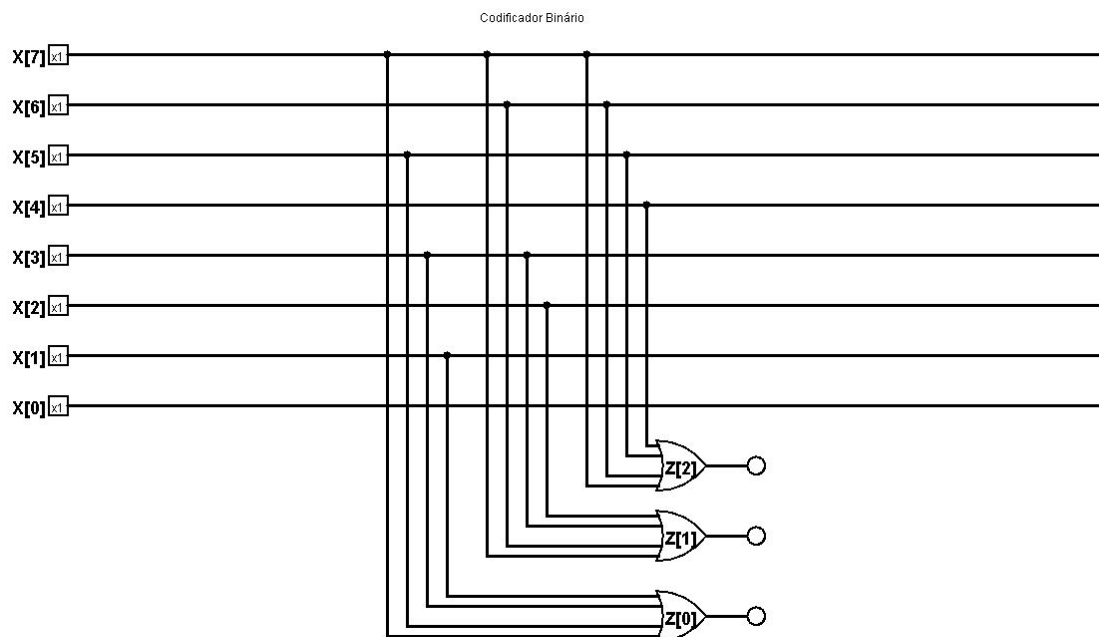 Codificador Binário
X[7] x1
X[6] x1
X[5] x1
X[4] x1
X[3] x1
X[2] x1
X[1] x1
X[0] x1
Z[2]
Z[1]
Z[0]